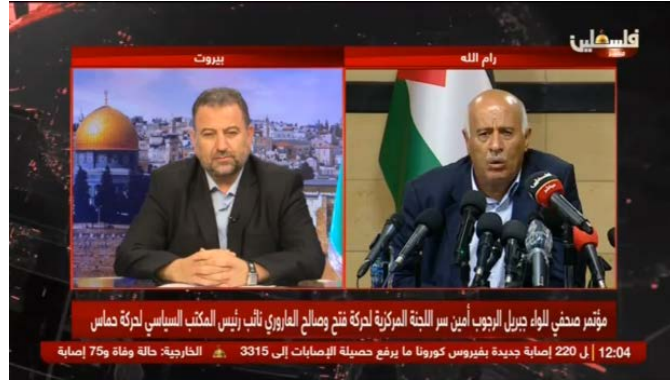 فلسطين
بيروت
رام الله
مؤتمر صحفي للواء جبريل الرجوب أمين سر اللجنة المركزية لحركة فتح وصالح العاروري نائب رئيس المكتب السياسي لحركة حماس
12:04 ل 220 إصابة جديدة بفيروس كورونا ما يرفع حصيلة الإصابات إلى 3315 الخارجية: حالة وفاة و75 إصابة